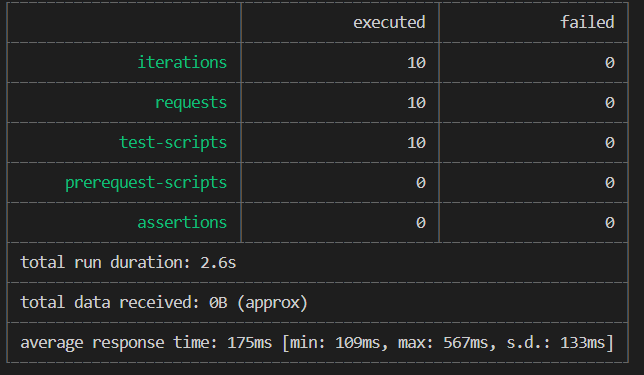 executed failed
iterations 10 0
requests 10 0
test-scripts 10 0
prerequest-scripts 0 0
assertions 0 0
total run duration: 2.6s
total data received: 0B (approx)
average response time: 175ms [min: 109ms, max: 567ms, s.d.: 133ms]